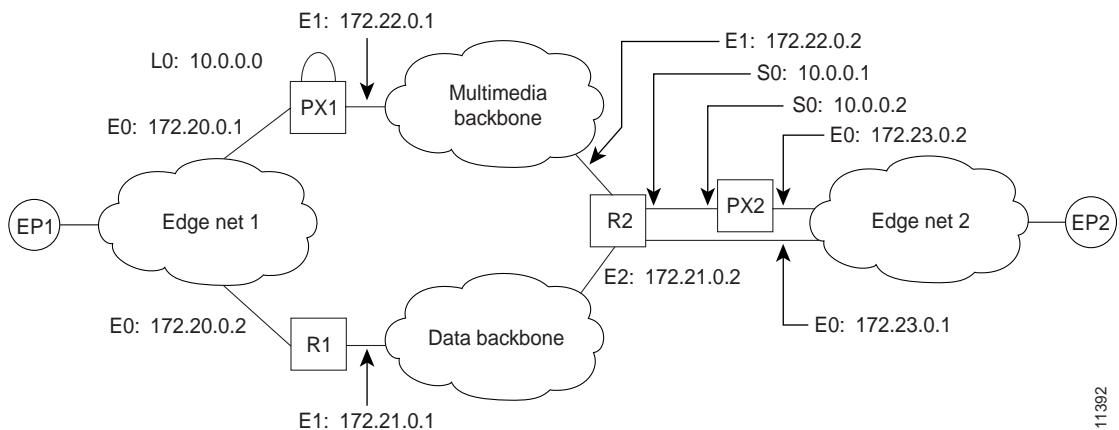 E1: 172.22.0.1
E1: 172.22.0.2
L0: 10.0.0.0
S0: 10.0.0.1
PX1
Multimedia
backbone
S0: 10.0.0.2
E0: 172.20.0.1
E0: 172.23.0.2
EP1
Edge net 1
R2
PX2
Edge net 2
EP2
E2: 172.21.0.2
E0: 172.20.0.2
R1
Data backbone
E0: 172.23.0.1
E1: 172.21.0.1
11392